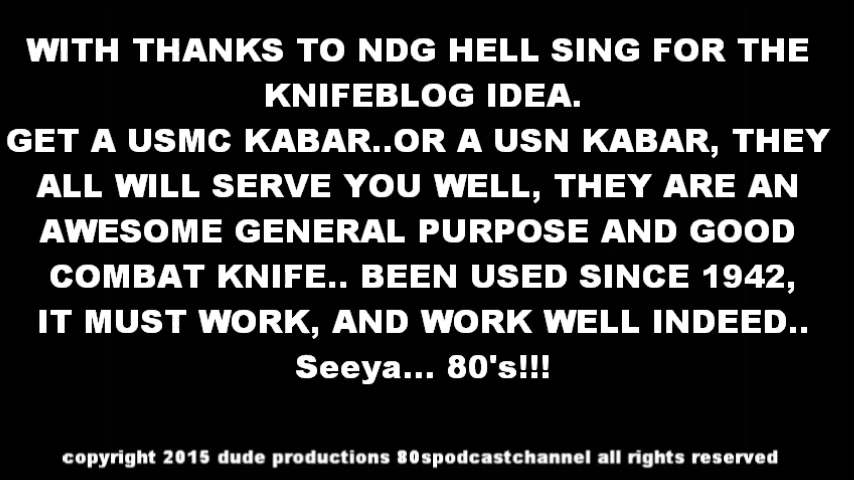 WITH THANKS TO NDG HELL SING FOR THE
KNIFEBLOG IDEA.
GET A USMC KABAR..OR A USN KABAR, THEY
ALL WILL SERVE YOU WELL, THEY ARE AN
AWESOME GENERAL PURPOSE AND GOOD
COMBAT KNIFE.. BEEN USED SINCE 1942,
IT MUST WORK, AND WORK WELL INDEED..
Seeya... 80's!!!
copyright 2015 dude productions 80spodcastchannel all rights reserved